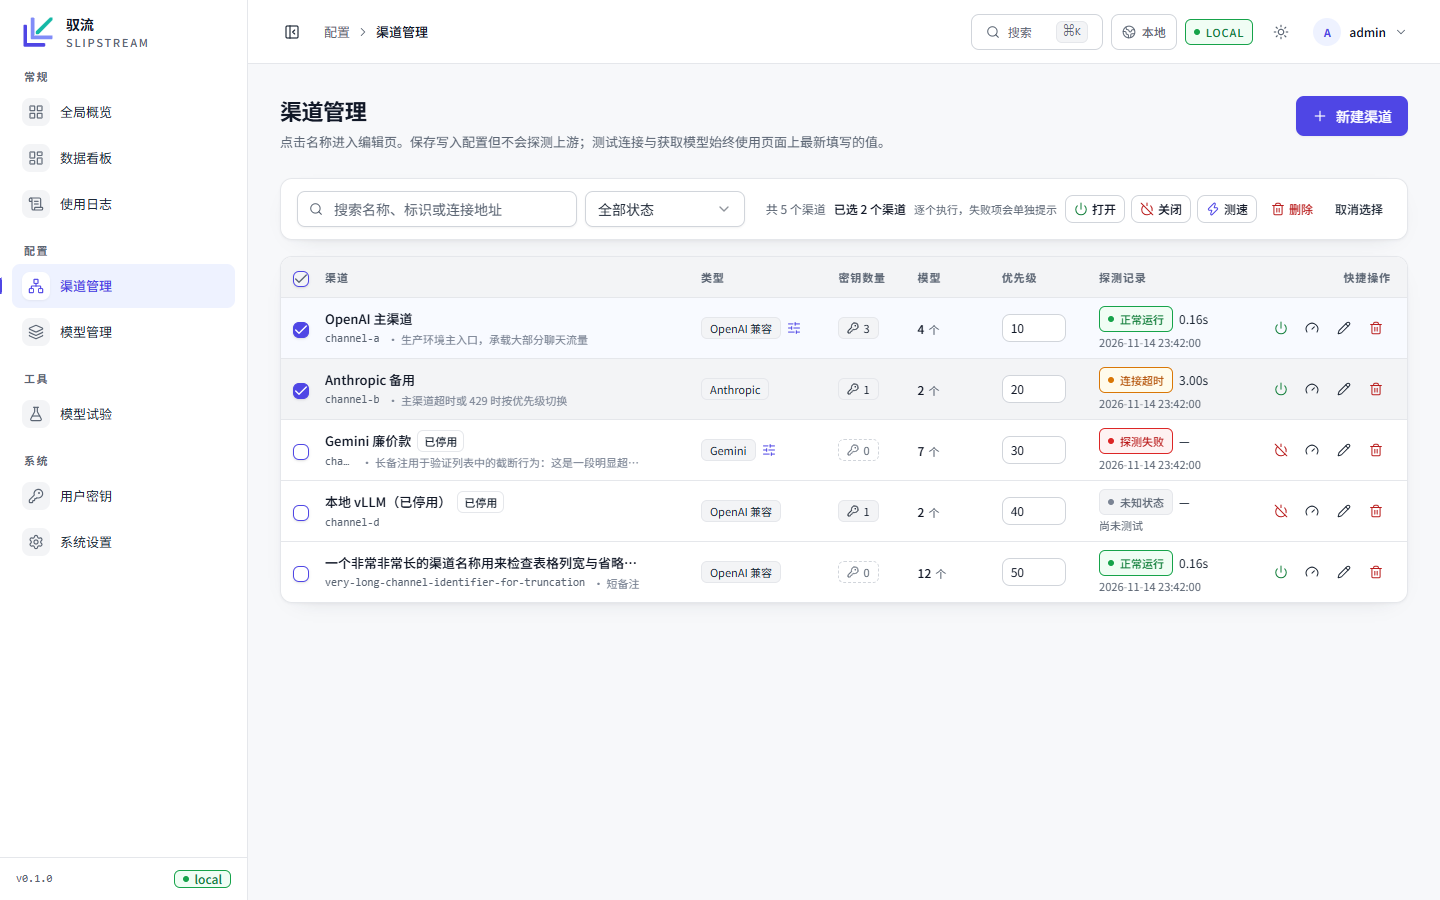 驭流
SLIPSTREAM
常规
全局概览
数据看板
使用日志
配置
渠道管理
模型管理
工具
模型试验
系统
用户密钥
系统设置
v0.1.0
local
配置 > 渠道管理
搜索 ⌘K
本地
LOCAL
A admin
渠道管理
点击名称进入编辑页。保存写入配置但不会探测上游；测试连接与获取模型始终使用页面上最新填写的值。
新建渠道
搜索名称、标识或连接地址
全部状态
共 5 个渠道 已选 2 个渠道 逐个执行，失败项会单独提示
打开 关闭 测速 删除 取消选择
渠道 类型 密钥数量 模型 优先级 探测记录 快捷操作
OpenAI 主渠道
channel-a • 生产环境主入口，承载大部分聊天流量
OpenAI 兼容 3 4 个 10 正常运行 0.16s
2026-11-14 23:42:00
Anthropic 备用
channel-b • 主渠道超时或 429 时按优先级切换
Anthropic 1 2 个 20 连接超时 3.00s
2026-11-14 23:42:00
Gemini 廉价款 已停用
cha… • 长备注用于验证列表中的截断行为：这是一段明显超…
Gemini 0 7 个 30 探测失败 —
2026-11-14 23:42:00
本地 vLLM（已停用） 已停用
channel-d
OpenAI 兼容 1 2 个 40 未知状态 —
尚未测试
一个非常非常长的渠道名称用来检查表格列宽与省略…
very-long-channel-identifier-for-truncation • 短备注
OpenAI 兼容 0 12 个 50 正常运行 0.16s
2026-11-14 23:42:00